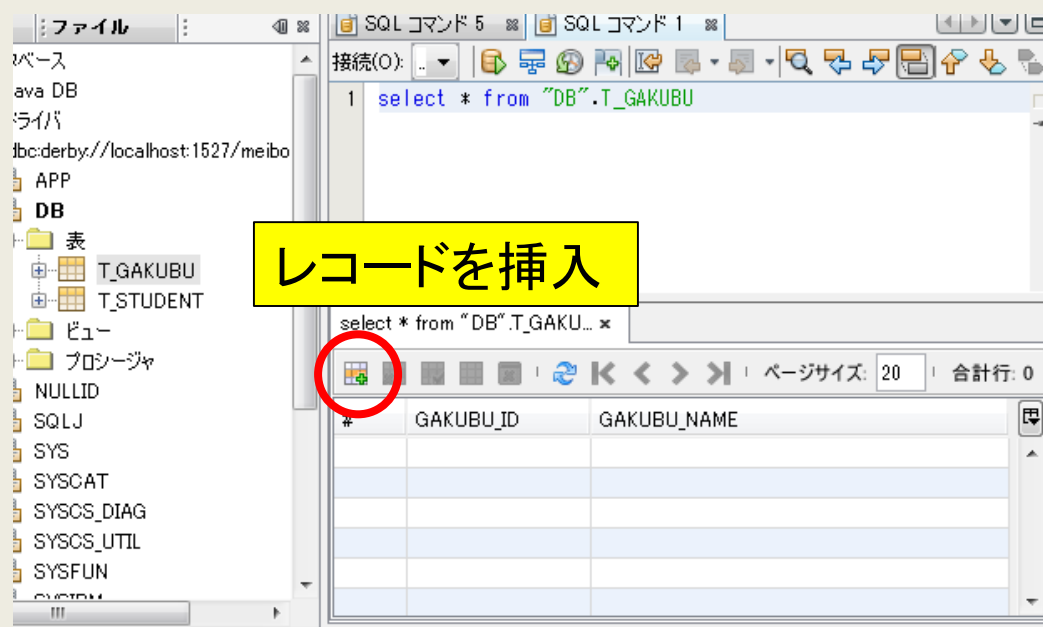 ファイル
SQL コマンド 5
SQL コマンド 1
タベース
ava DB
ドライバ
dbc:derby://localhost:1527/meibo
APP
DB
表
T_GAKUBU
T_STUDENT
ビュー
プロシージャ
NULLID
SQLJ
SYS
SYSCAT
SYSCS_DIAG
SYSCS_UTIL
SYSFUN
接続(O): ..
1 select * from "DB".T_GAKUBU
レコードを挿入
select * from "DB".T_GAKU...
ページサイズ: 20 合計行: 0
# GAKUBU_ID GAKUBU_NAME